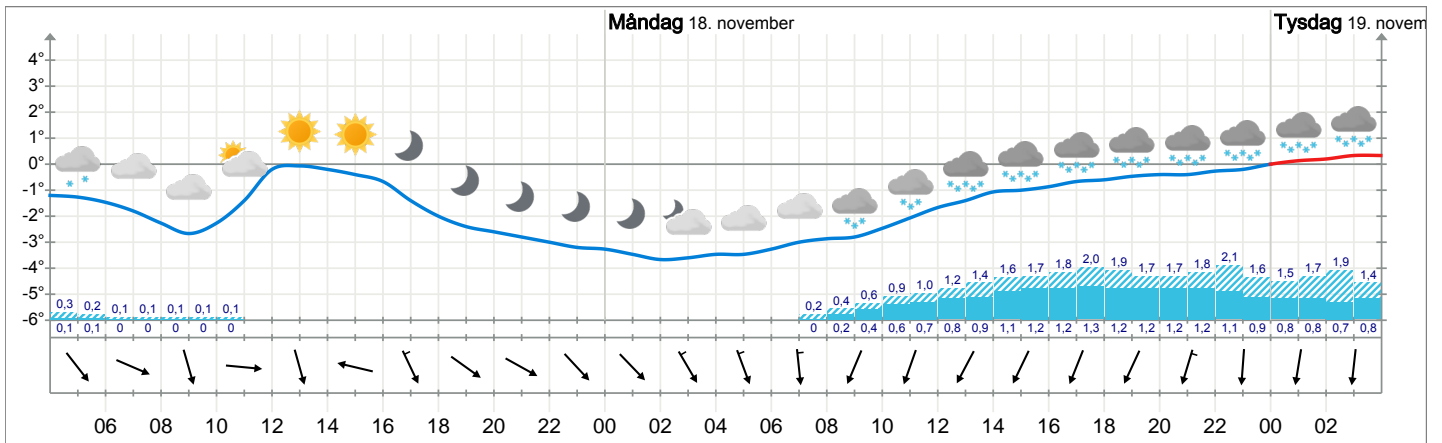 Måndag 18. november
Tysdag 19. novem
4°
3°
2°
1°
0°
-1°
-2°
-3°
-4°
-5°
-6°
0,3 0,2 0,1 0,1 0,1 0,1 0,1 0,2 0,4 0,6 0,9 1,0 1,2 1,4 1,6 1,7 1,8 2,0 1,9 1,7 1,7 1,8 2,1 1,6 1,5 1,7 1,9 1,4
0,1 0,1 0 0 0 0 0 0 0,2 0,4 0,6 0,7 0,8 0,9 1,1 1,2 1,2 1,3 1,2 1,2 1,2 1,2 1,1 0,9 0,8 0,8 0,7 0,8
06 08 10 12 14 16 18 20 22 00 02 04 06 08 10 12 14 16 18 20 22 00 02